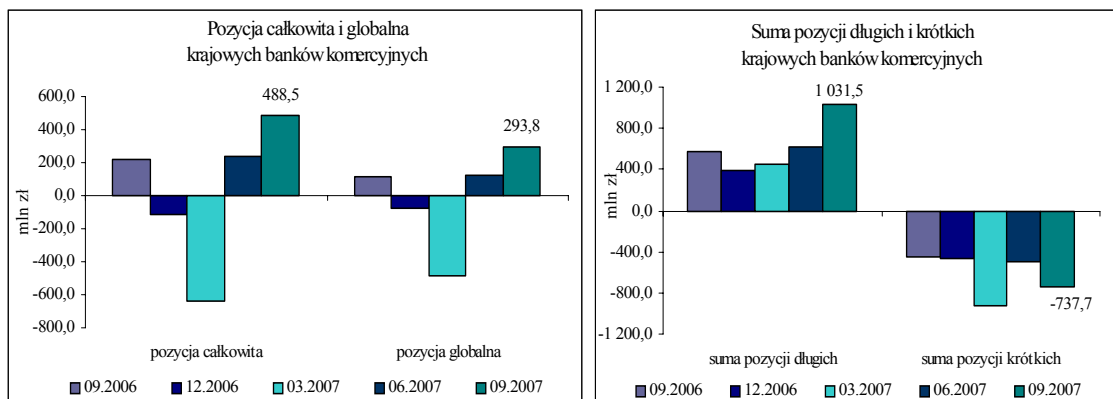 Pozycja całkowita i globalna
krajowych banków komercyjnych
600,0
400,0
200,0
0,0
-200,0
-400,0
-600,0
-800,0
mln zł
488,5
293,8
pozycja całkowita
pozycja globalna
09.2006
12.2006
03.2007
06.2007
09.2007
Suma pozycji długich i krótkich
krajowych banków komercyjnych
1 200,0
800,0
400,0
0,0
-400,0
-800,0
-1 200,0
mln zł
1 031,5
-737,7
suma pozycji długich
suma pozycji krótkich
09.2006
12.2006
03.2007
06.2007
09.2007